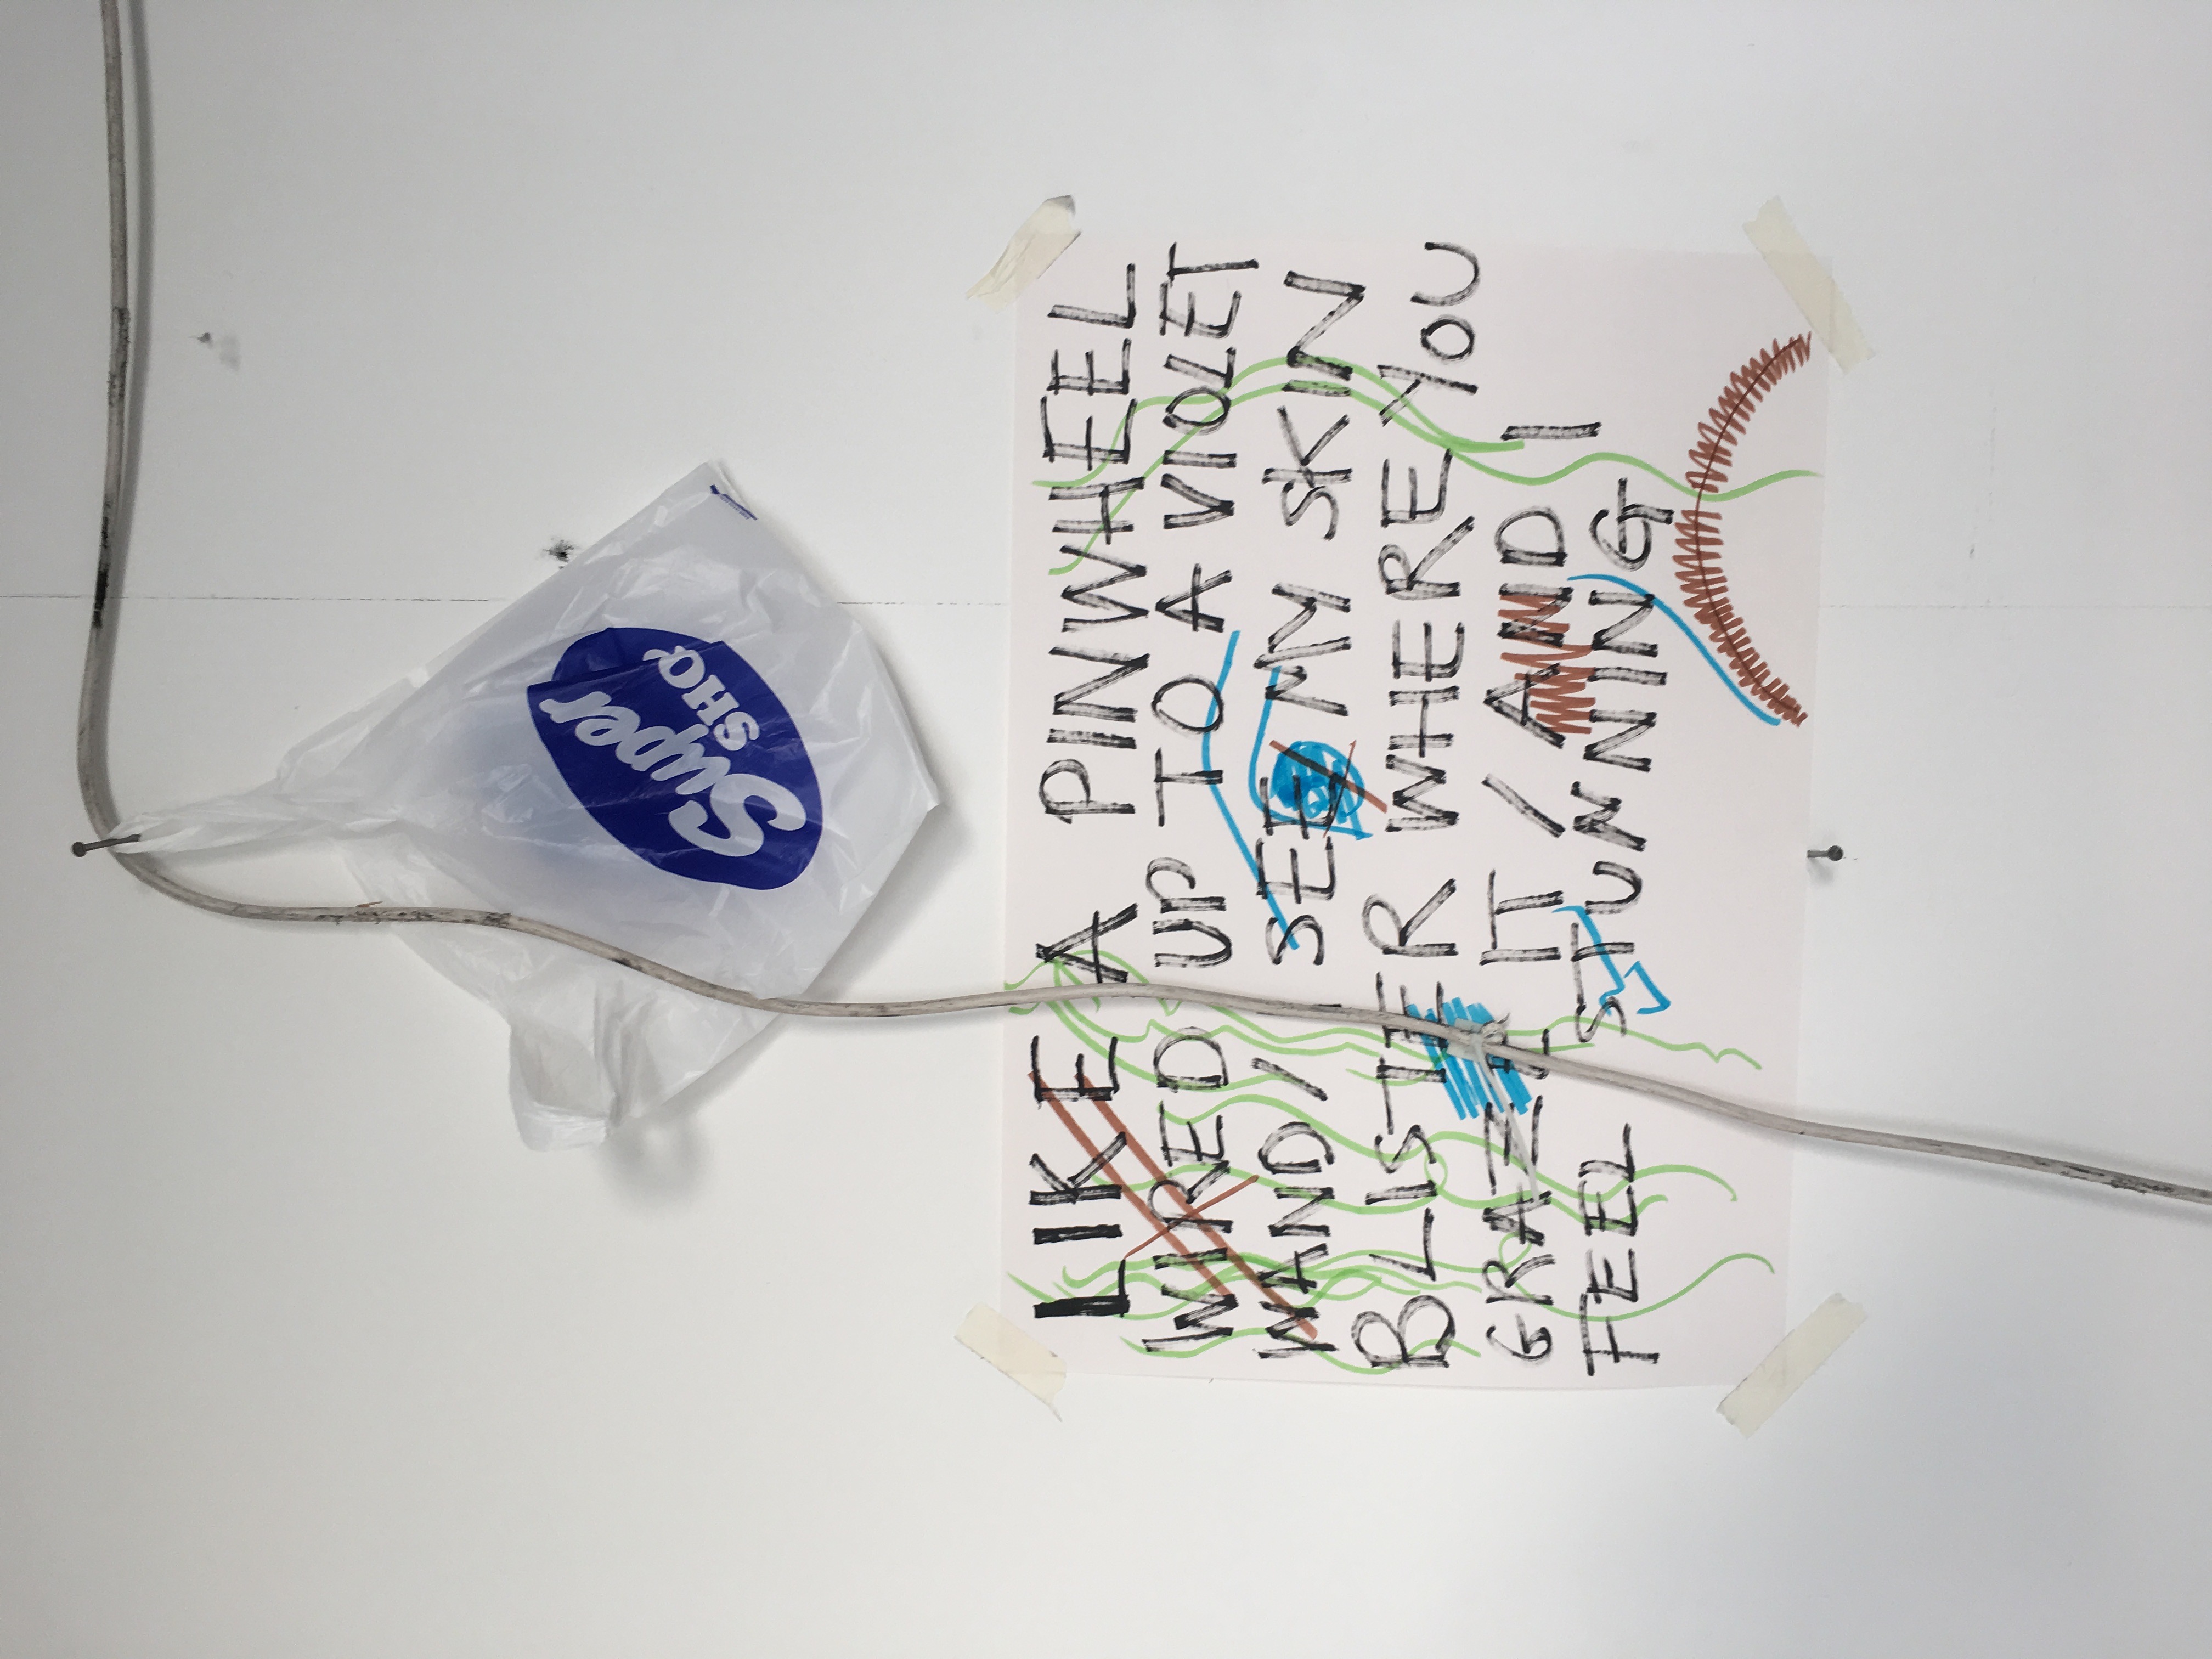 Super
SHO
LIKE A PINWHEEL
WIRED UP TO A VIOLET
WAND / I SEE / MY SKIN
BLISTER WHERE YOU
GRAZE IT / AND I
FEEL STUNNING